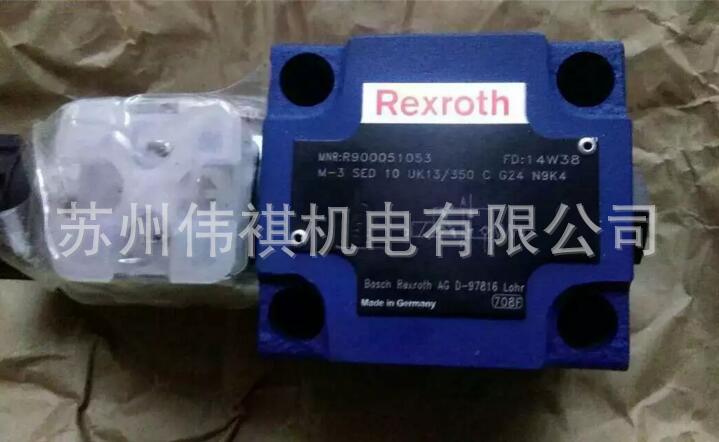 Rexroth
MNR:R900051053 FD:14W38
M-3 SED 10 UK13/350 C G24 N9K4
苏州伟祺机电有限公司
Bosch Rexroth AG D-97816 Lohr
Made in Germany 708F